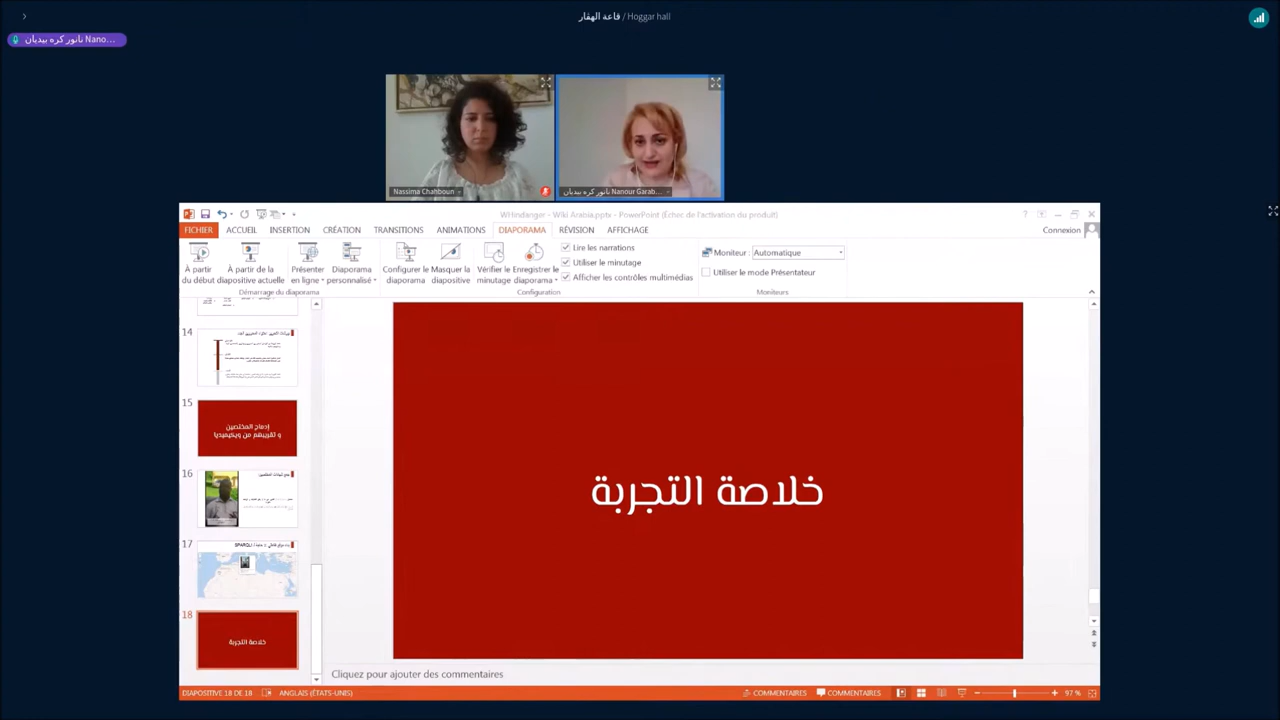 قاعة الهقار / Hoggar hall
نانور كره بيديان Nano...
Nassima Chahboun
نانور كره بيديان Nanour Garab...
WHindanger - Wiki Arabia.pptx - PowerPoint (Échec de l'activation du produit)
FICHIER ACCUEIL INSERTION CRÉATION TRANSITIONS ANIMATIONS DIAPORAMA RÉVISION AFFICHAGE Connexion
À partir du début
À partir de la diapositive actuelle
Présenter en ligne
Diaporama personnalisé
Démarrage du diaporama
Configurer le diaporama
Masquer la diapositive
Vérifier le minutage
Enregistrer le diaporama
Lire les narrations
Utiliser le minutage
Afficher les contrôles multimédias
Configuration
Moniteur : Automatique
Utiliser le mode Présentateur
Moniteurs
14
15
إدماج المختصين
و تقريبهم من ويكيميديا
16
17
18
خلاصة التجربة
خلاصة التجربة
Cliquez pour ajouter des commentaires
DIAPOSITIVE 18 DE 18 ANGLAIS (ÉTATS-UNIS) COMMENTAIRES COMMENTAIRES 97 %